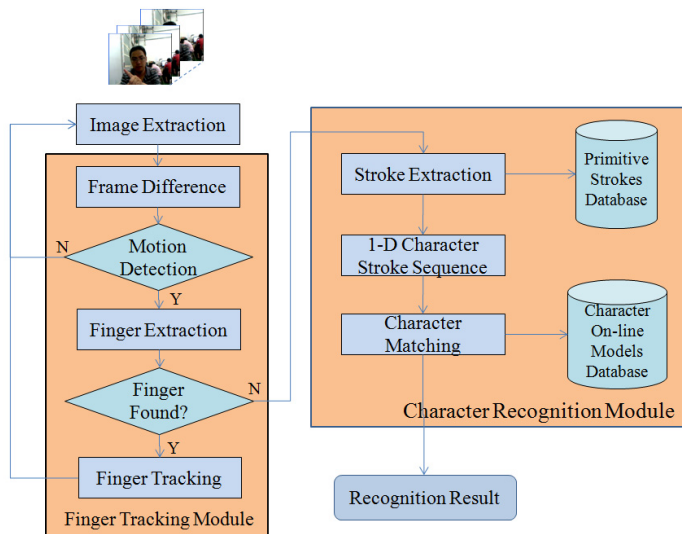 Image Extraction
Frame Difference
N
Motion
Detection
Y
Finger Extraction
Finger
Found?
N
Y
Finger Tracking
Finger Tracking Module
Stroke Extraction
Primitive
Strokes
Database
1-D Character
Stroke Sequence
Character
Matching
Character
On-line
Models
Database
Character Recognition Module
Recognition Result